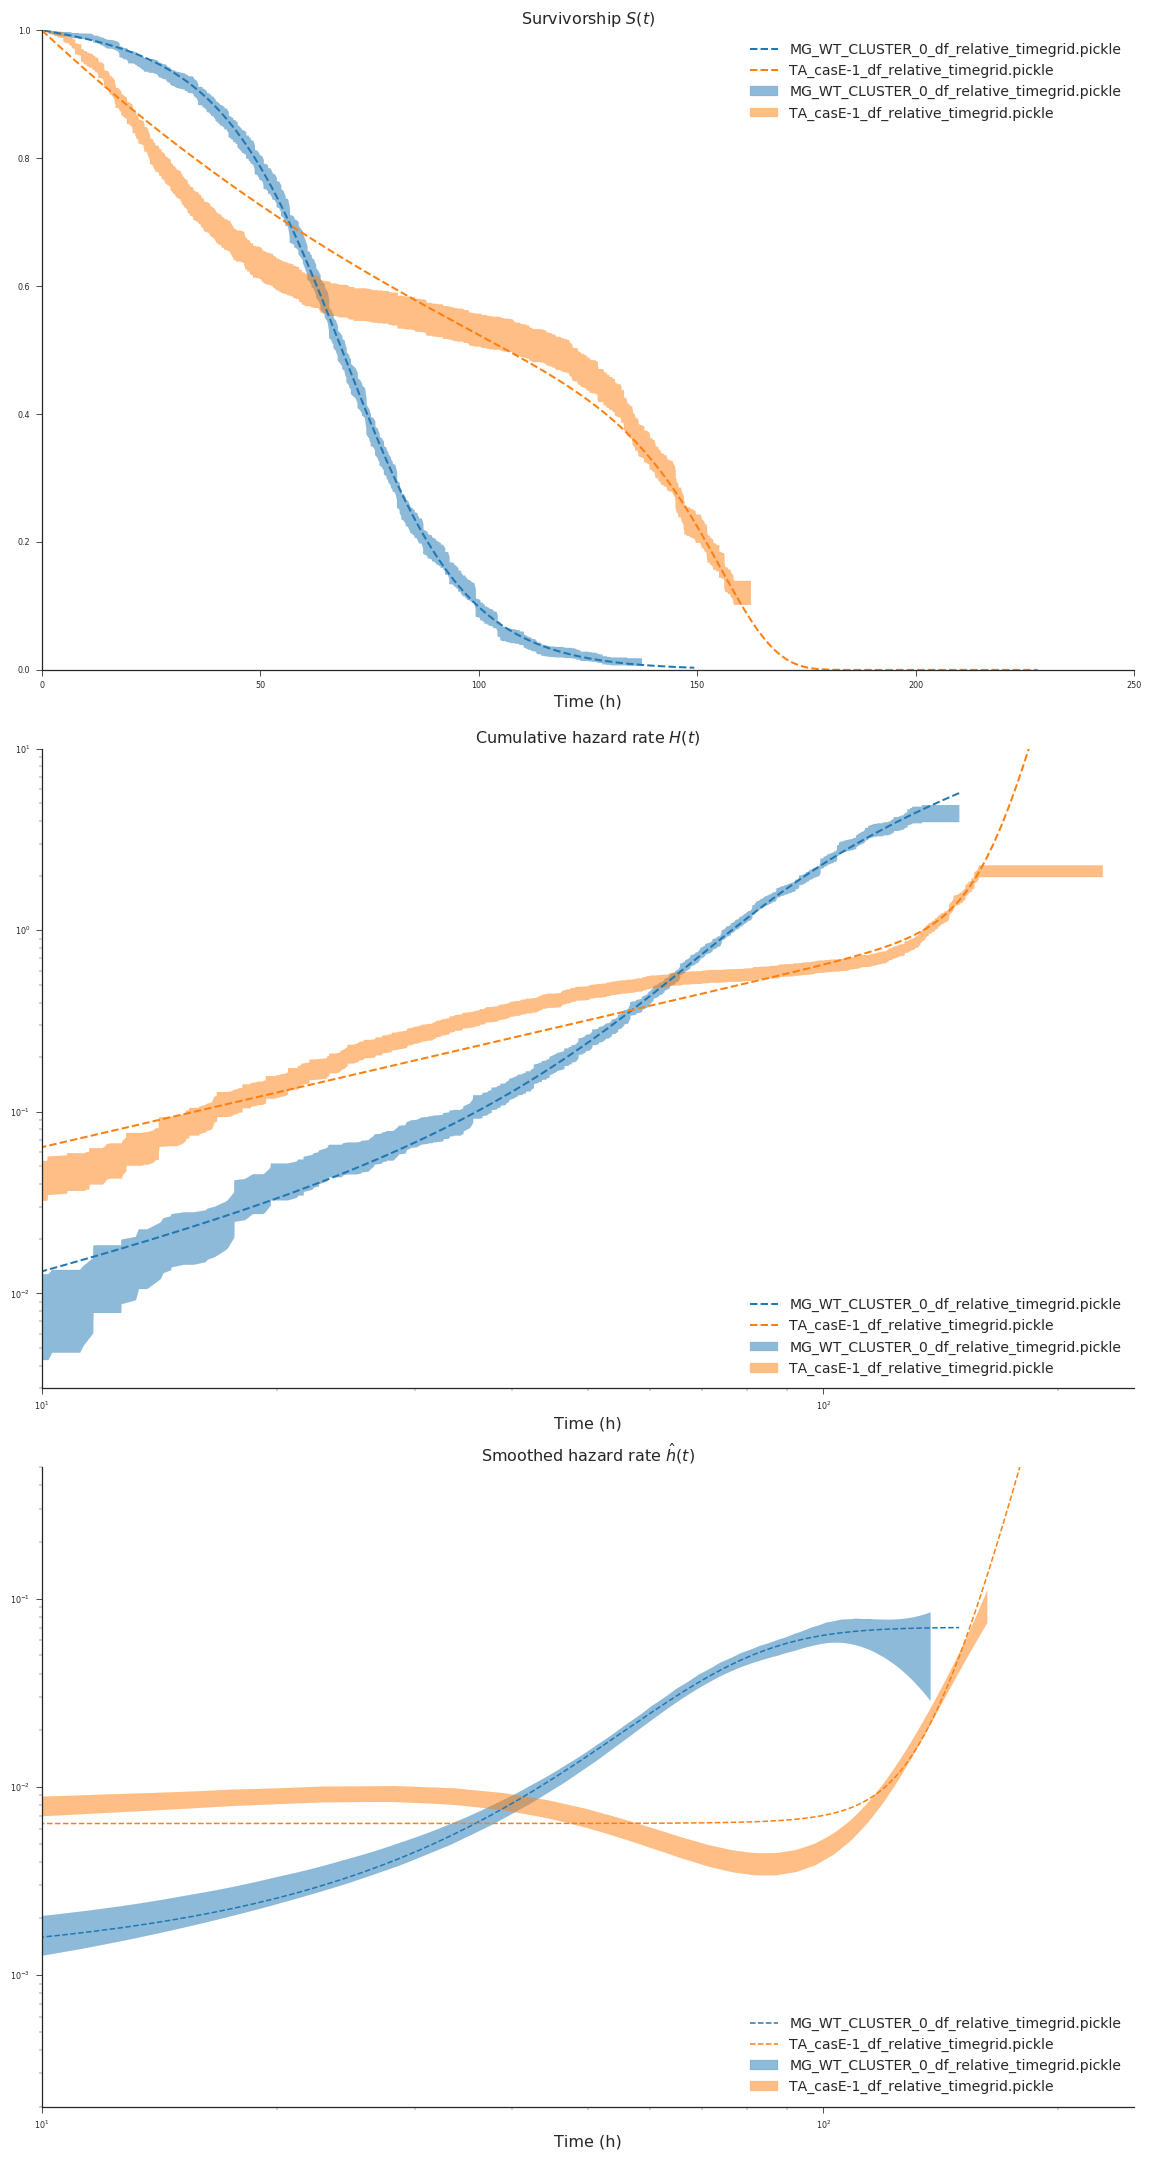 Survivorship S(t)
1.0
0.8
0.6
0.4
0.2
0.0
MG_WT_CLUSTER_0_df_relative_timegrid.pickle
TA_casE-1_df_relative_timegrid.pickle
MG_WT_CLUSTER_0_df_relative_timegrid.pickle
TA_casE-1_df_relative_timegrid.pickle
0 50 100 150 200 250
Time (h)
Cumulative hazard rate H(t)
10¹
10⁰
10⁻¹
10⁻²
MG_WT_CLUSTER_0_df_relative_timegrid.pickle
TA_casE-1_df_relative_timegrid.pickle
MG_WT_CLUSTER_0_df_relative_timegrid.pickle
TA_casE-1_df_relative_timegrid.pickle
10¹ 10²
Time (h)
Smoothed hazard rate ĥ(t)
10⁻¹
10⁻²
10⁻³
MG_WT_CLUSTER_0_df_relative_timegrid.pickle
TA_casE-1_df_relative_timegrid.pickle
MG_WT_CLUSTER_0_df_relative_timegrid.pickle
TA_casE-1_df_relative_timegrid.pickle
10¹ 10²
Time (h)